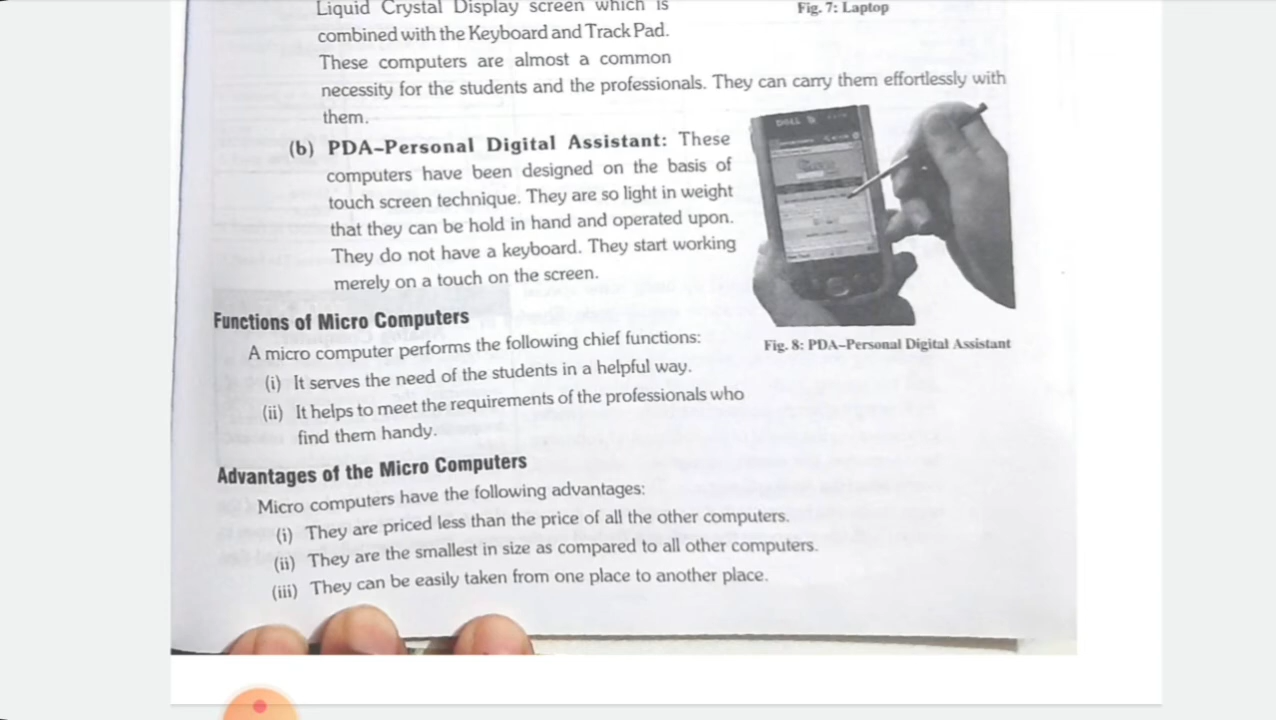 Liquid Crystal Display screen which is
Fig. 7: Laptop
combined with the Keyboard and Track Pad.
These computers are almost a common
necessity for the students and the professionals. They can carry them effortlessly with
them.
(b) PDA–Personal Digital Assistant: These
computers have been designed on the basis of
touch screen technique. They are so light in weight
that they can be hold in hand and operated upon.
They do not have a keyboard. They start working
merely on a touch on the screen.
DELL
Fig. 8: PDA–Personal Digital Assistant
Functions of Micro Computers
A micro computer performs the following chief functions:
(i) It serves the need of the students in a helpful way.
(ii) It helps to meet the requirements of the professionals who
find them handy.
Advantages of the Micro Computers
Micro computers have the following advantages:
(i) They are priced less than the price of all the other computers.
(ii) They are the smallest in size as compared to all other computers.
(iii) They can be easily taken from one place to another place.